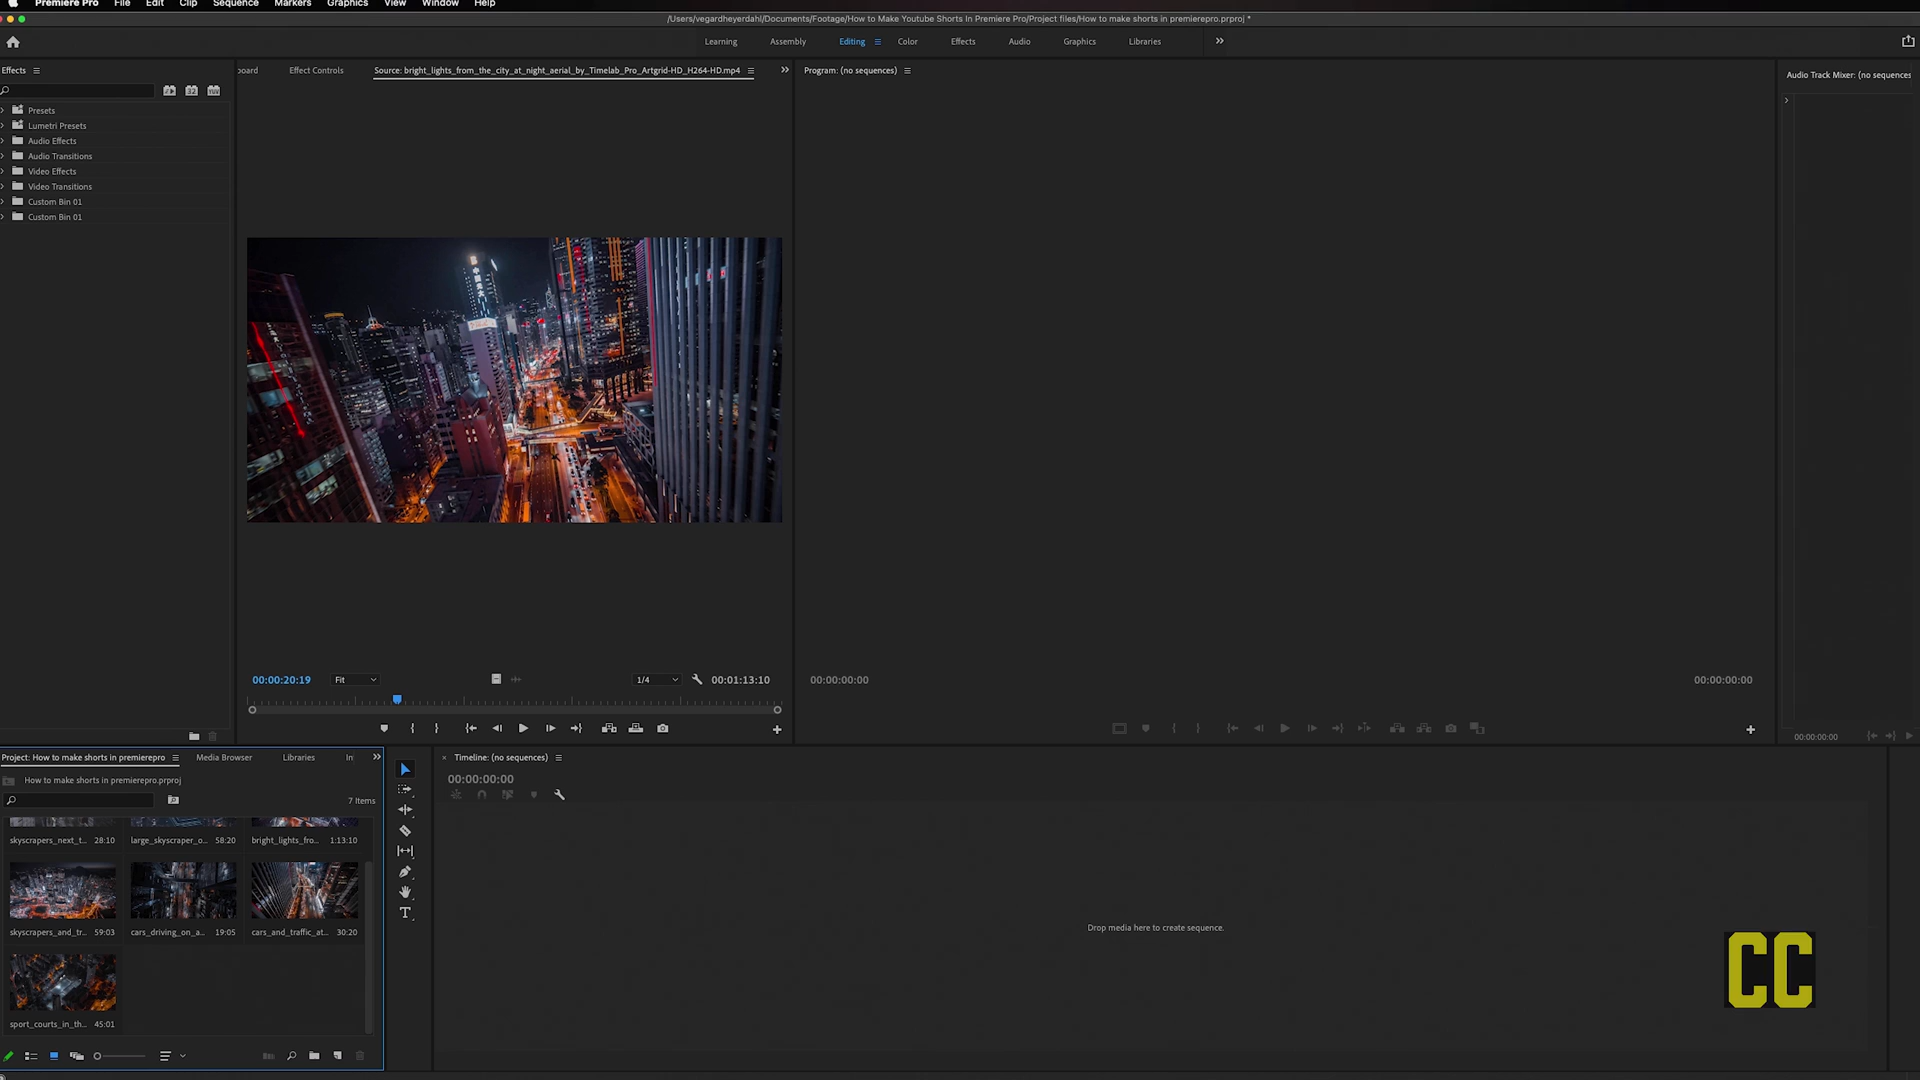 Premiere Pro File Edit Clip Sequence Markers Graphics View Window Help
/Users/vegardheyerdahl/Documents/Footage/How to Make Youtube Shorts In Premiere Pro/Project files/How to make shorts in premierepro.prproj *
Learning Assembly Editing Color Effects Audio Graphics Libraries
Effects
board Effect Controls Source: bright_lights_from_the_city_at_night_aerial_by_Timelab_Pro_Artgrid-HD_H264-HD.mp4
Program: (no sequences)
Audio Track Mixer: (no sequences
Presets
Lumetri Presets
Audio Effects
Audio Transitions
Video Effects
Video Transitions
Custom Bin 01
Custom Bin 01
00:00:20:19 Fit 1/4 00:01:13:10
00:00:00:00 00:00:00:00
00:00:00:00
Project: How to make shorts in premierepro Media Browser Libraries In
How to make shorts in premierepro.prproj
7 Items
skyscrapers_next_t... 28:10 large_skyscraper_o... 58:20 bright_lights_fro... 1:13:10
skyscrapers_and_tr... 59:03 cars_driving_on_a... 19:05 cars_and_traffic_at... 30:20
sport_courts_in_th... 45:01
T
Timeline: (no sequences)
00:00:00:00
Drop media here to create sequence.
CC